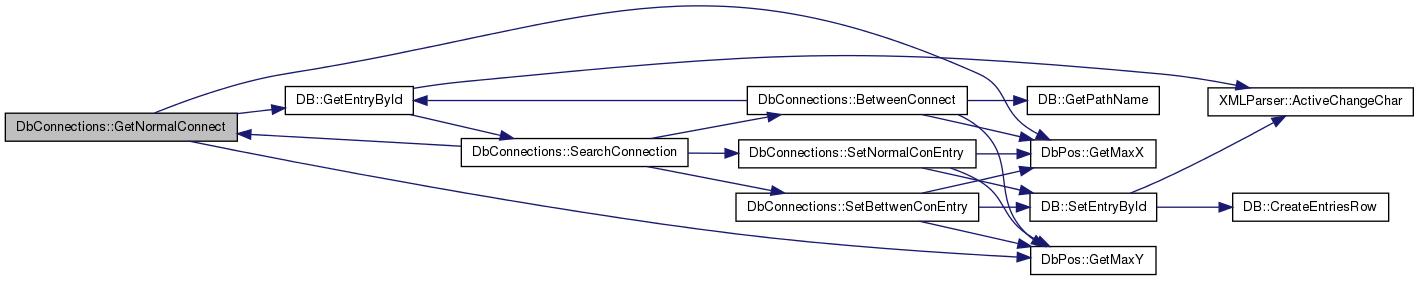 DbConnections::GetNormalConnect
DB::GetEntryById
DbConnections::SearchConnection
DbConnections::BetweenConnect
DbConnections::SetNormalConEntry
DbConnections::SetBettwenConEntry
DB::GetPathName
DbPos::GetMaxX
DB::SetEntryById
DbPos::GetMaxY
XMLParser::ActiveChangeChar
DB::CreateEntriesRow